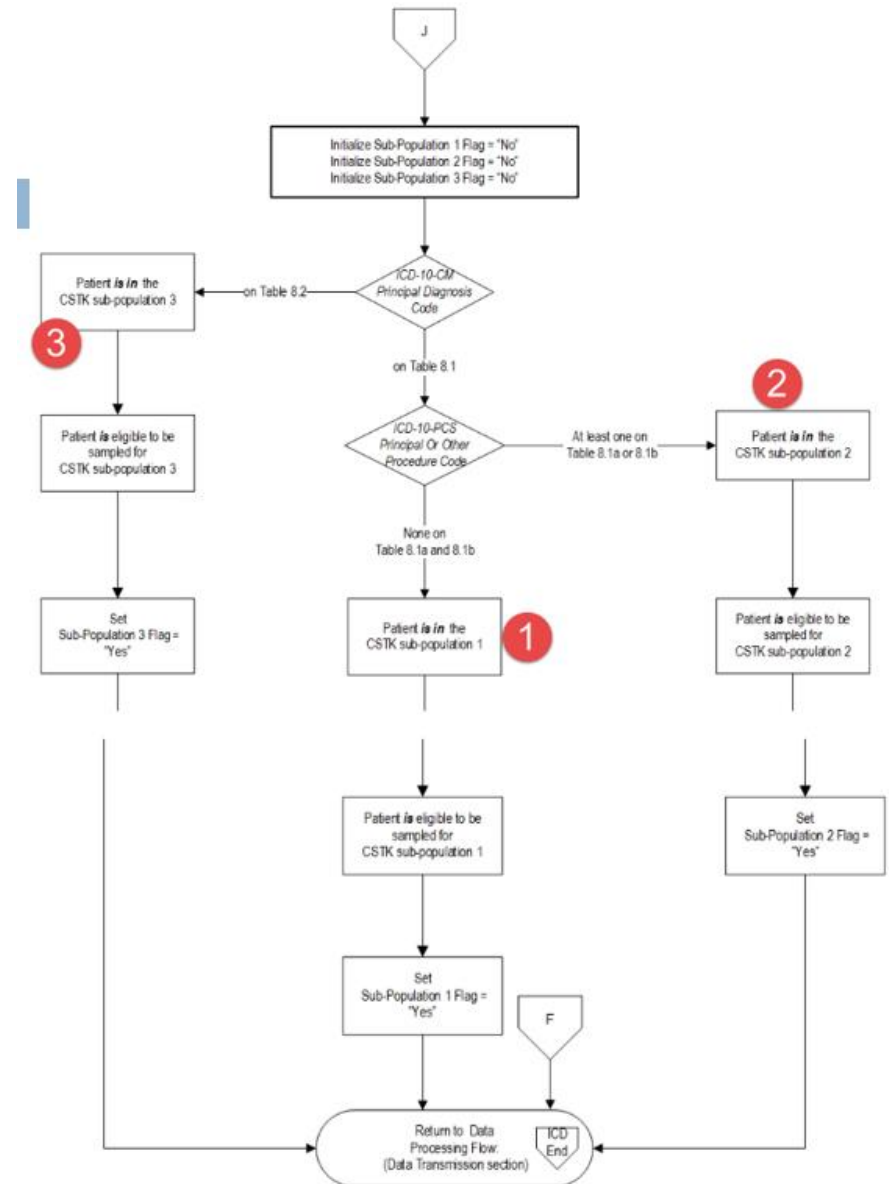 J
Initialize Sub-Population 1 Flag = "No"
Initialize Sub-Population 2 Flag = "No"
Initialize Sub-Population 3 Flag = "No"
ICD-10-CM
Principal Diagnosis
Code
on Table 8.2
Patient is in the
CSTK sub-population 3
3
on Table 8.1
ICD-10-PCS
Principal Or Other
Procedure Code
At least one on
Table 8.1a or 8.1b
2
Patient is in the
CSTK sub-population 2
Patient is eligible to be
sampled for
CSTK sub-population 3
None on
Table 8.1a and 8.1b
Set
Sub-Population 3 Flag =
"Yes"
Patient is in the
CSTK sub-population 1
1
Patient is eligible to be
sampled for
CSTK sub-population 2
Patient is eligible to be
sampled for
CSTK sub-population 1
Set
Sub-Population 2 Flag =
"Yes"
Set
Sub-Population 1 Flag =
"Yes"
F
Return to Data
Processing Flow.
(Data Transmission section)
ICD
End